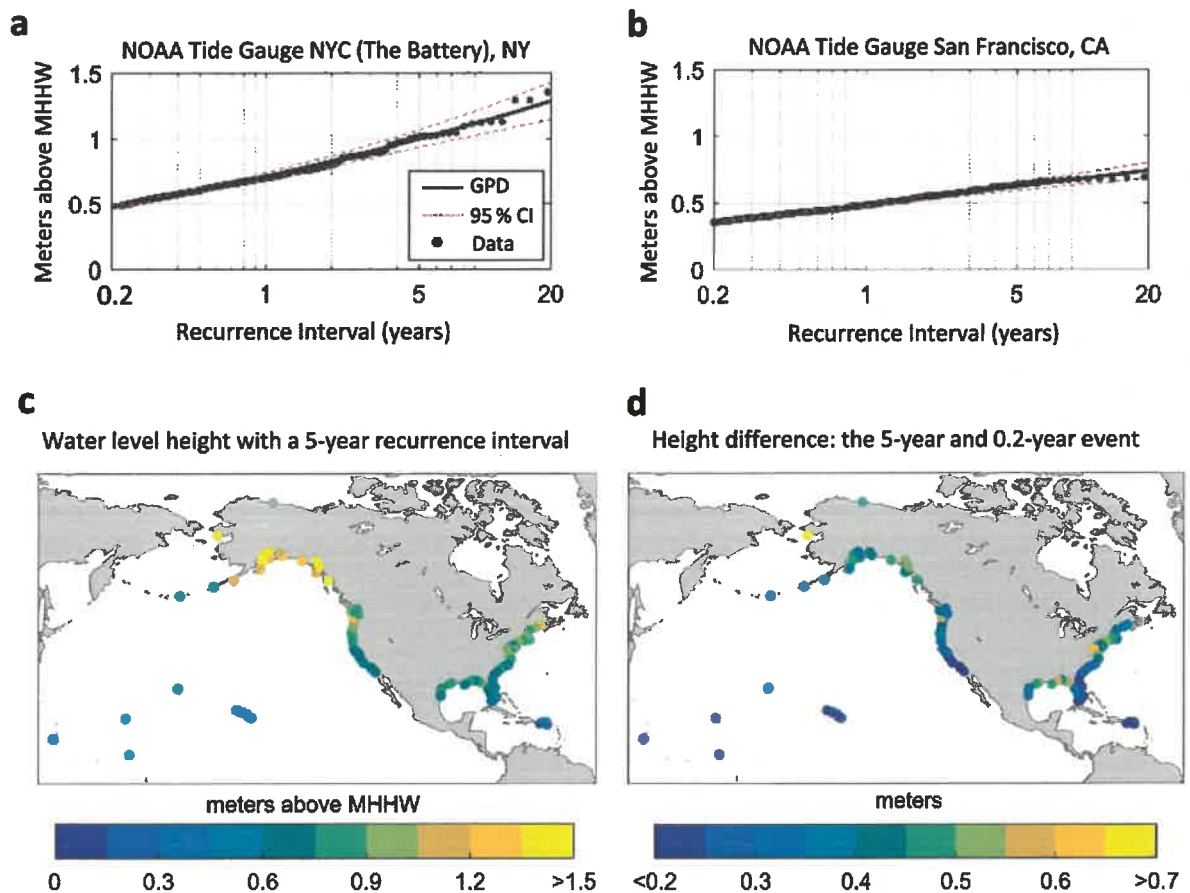 a
NOAA Tide Gauge NYC (The Battery), NY
Meters above MHHW
1.5
1
0.5
0
GPD
95 % CI
Data
0.2 1 5 20
Recurrence Interval (years)
b
NOAA Tide Gauge San Francisco, CA
Meters above MHHW
1.5
1
0.5
0
0.2 1 5 20
Recurrence Interval (years)
c
Water level height with a 5-year recurrence interval
meters above MHHW
0 0.3 0.6 0.9 1.2 >1.5
d
Height difference: the 5-year and 0.2-year event
meters
<0.2 0.3 0.4 0.5 0.6 >0.7